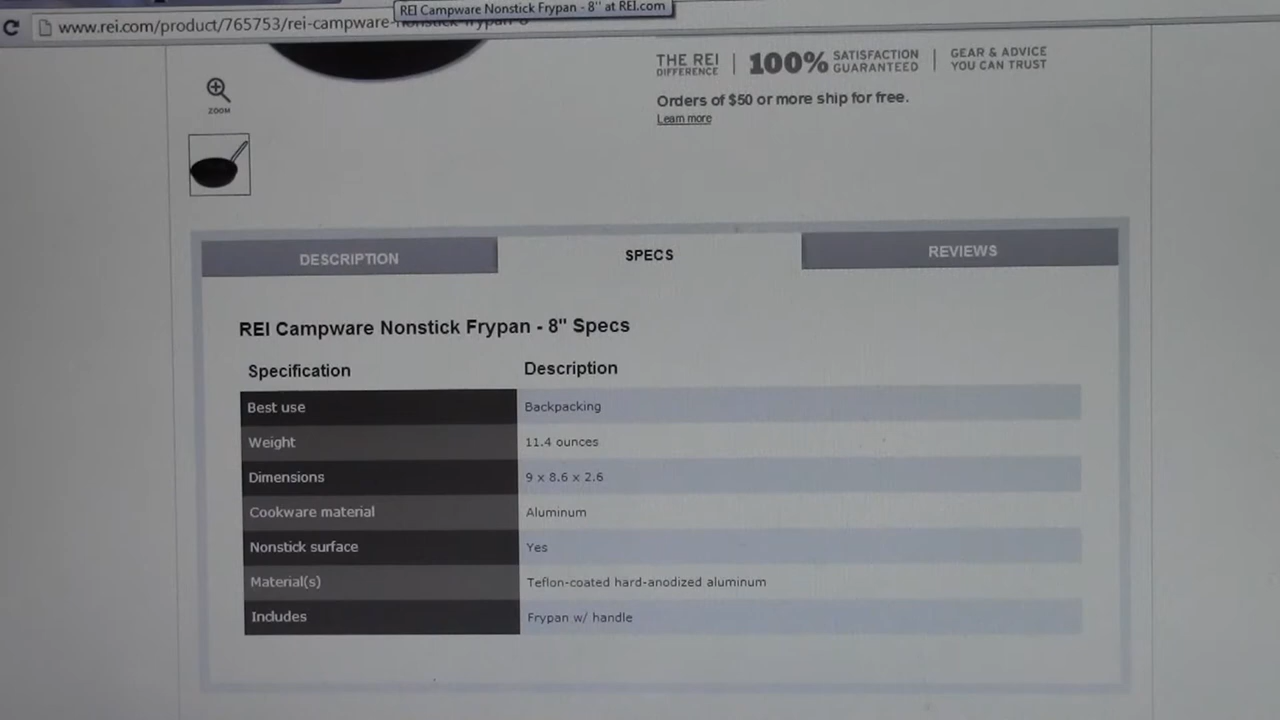 REI Campware Nonstick Frypan - 8" at REI.com
www.rei.com/product/765753/rei-campware-nonstick-frypan-8
THE REI DIFFERENCE | 100% SATISFACTION GUARANTEED | GEAR & ADVICE YOU CAN TRUST
ZOOM
Orders of $50 or more ship for free.
Learn more
DESCRIPTION SPECS REVIEWS
REI Campware Nonstick Frypan - 8" Specs
Specification Description
Best use Backpacking
Weight 11.4 ounces
Dimensions 9 x 8.6 x 2.6
Cookware material Aluminum
Nonstick surface Yes
Material(s) Teflon-coated hard-anodized aluminum
Includes Frypan w/ handle